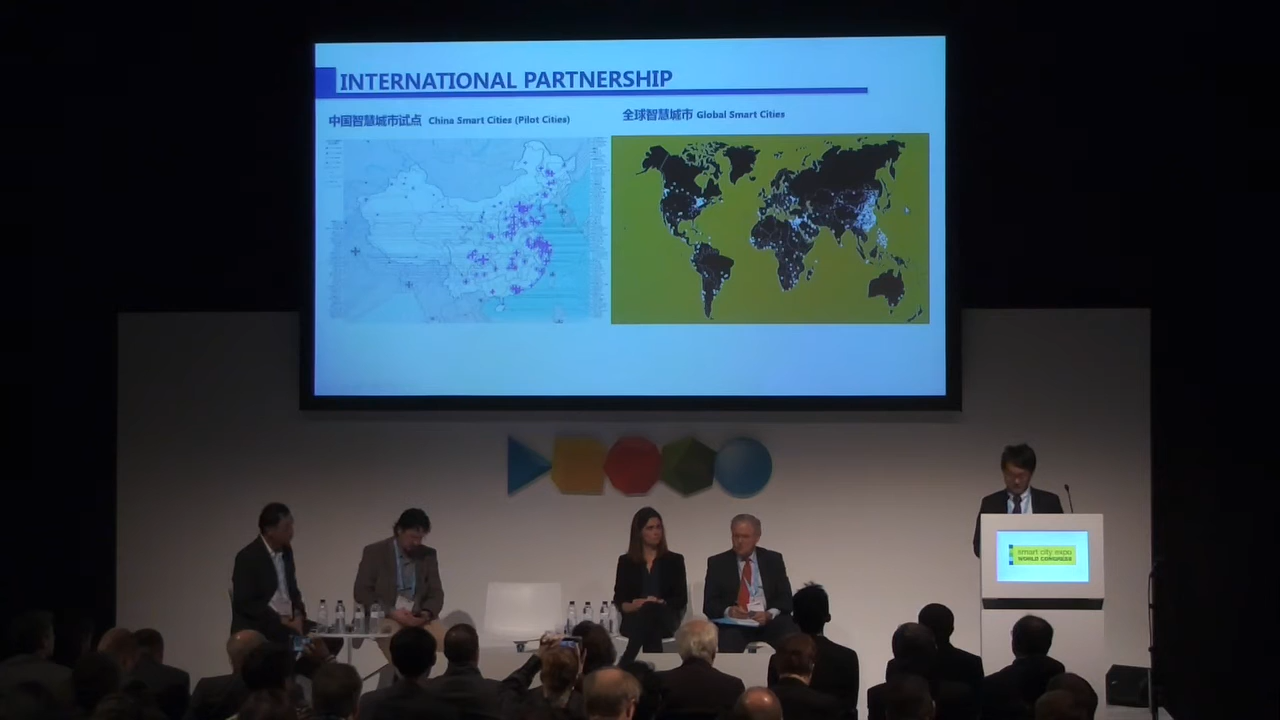 INTERNATIONAL PARTNERSHIP
中国智慧城市试点 China Smart Cities (Pilot Cities)
全球智慧城市 Global Smart Cities
smart city expo
WORLD CONGRESS